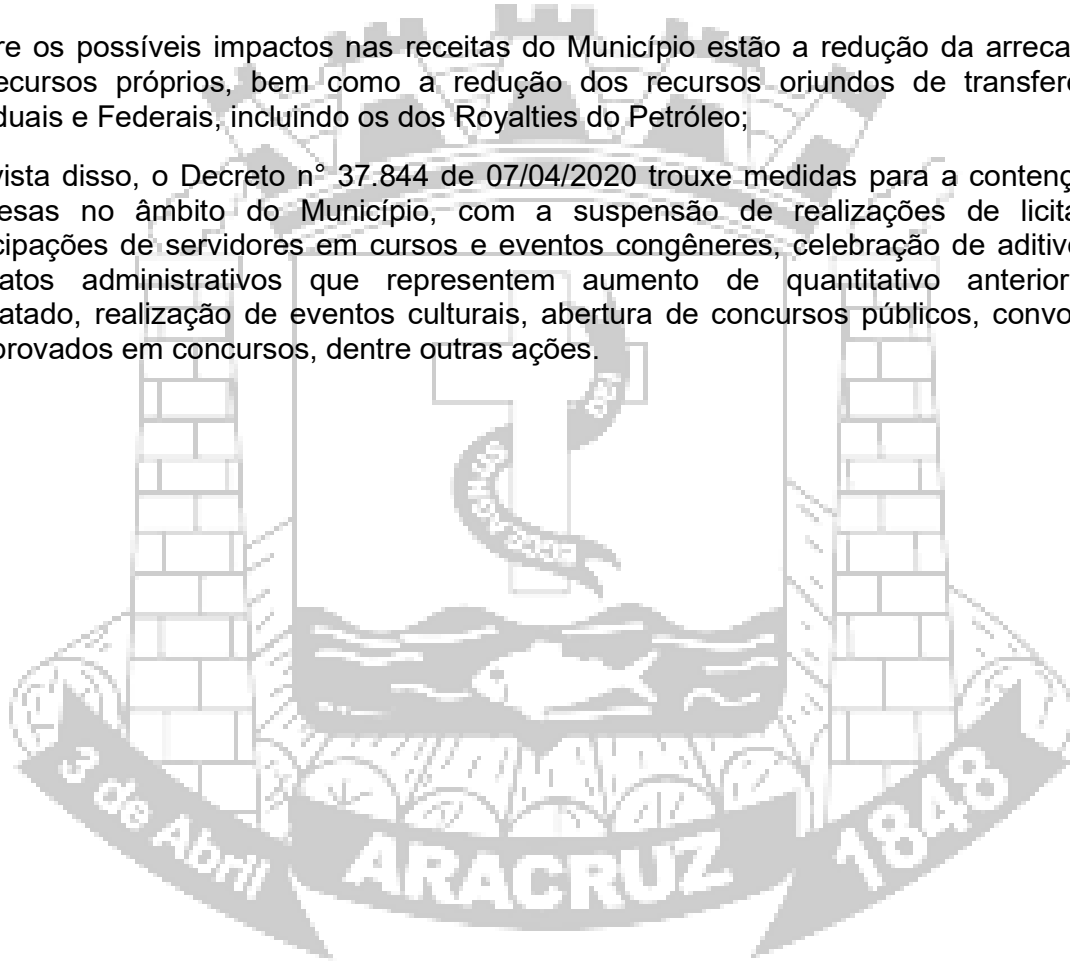 re os possíveis impactos nas receitas do Município estão a redução da arreca
ecursos próprios, bem como a redução dos recursos oriundos de transfer
duais e Federais, incluindo os dos Royalties do Petróleo;
vista disso, o Decreto n° 37.844 de 07/04/2020 trouxe medidas para a contenç
esas no âmbito do Município, com a suspensão de realizações de licita
cipações de servidores em cursos e eventos congêneres, celebração de aditivo
atos administrativos que representem aumento de quantitativo anterior
atado, realização de eventos culturais, abertura de concursos públicos, convo
provados em concursos, dentre outras ações.
3 de Abril
ARACRUZ
1848